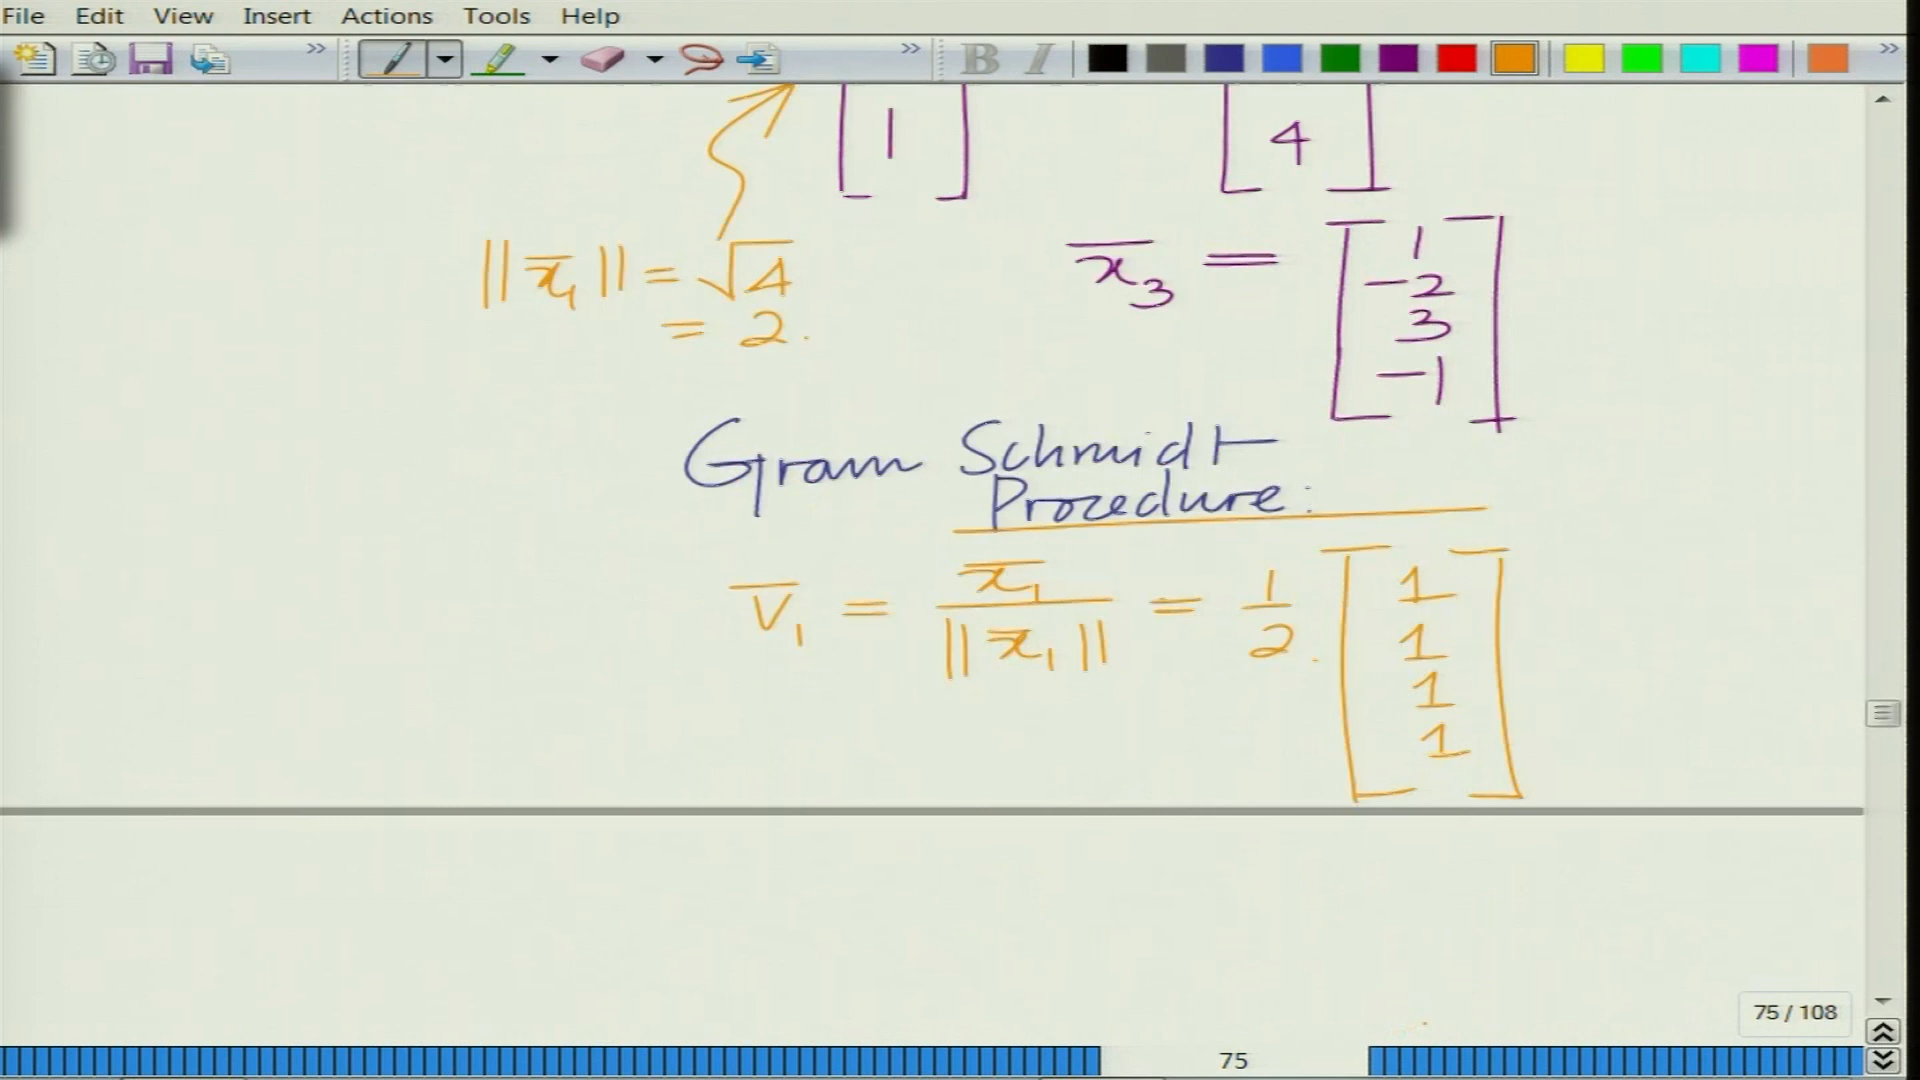 File Edit View Insert Actions Tools Help
B I
[1] [4]
||x̅₁|| = √4
= 2.
x̅₃ = [1
-2
3
-1]
Gram Schmidt
Procedure:
v̅₁ = x̅₁ / ||x̅₁|| = 1/2 . [1
1
1
1]
75 / 108
75